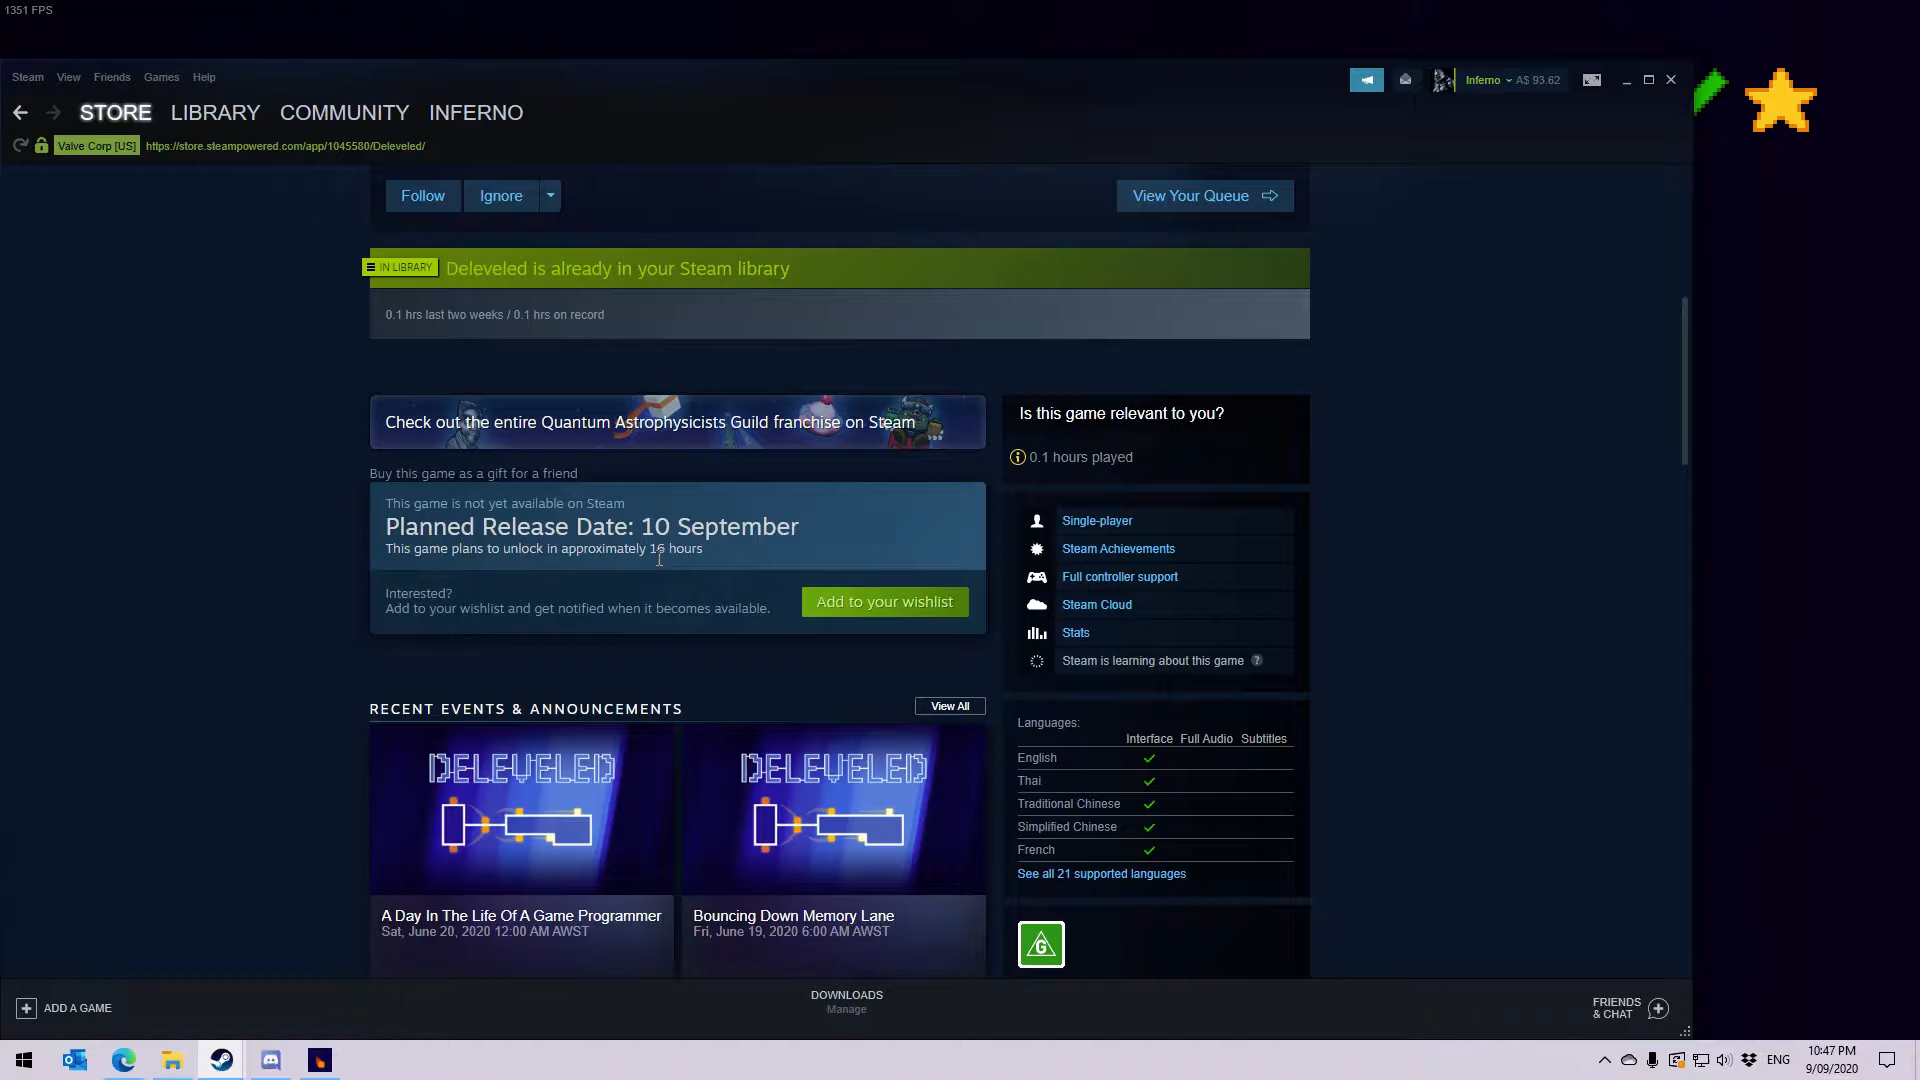 1351 FPS
Steam View Friends Games Help
Inferno A$ 93.62
STORE LIBRARY COMMUNITY INFERNO
Valve Corp [US] https://store.steampowered.com/app/1045580/Deleveled/
Follow Ignore View Your Queue
IN LIBRARY Deleveled is already in your Steam library
0.1 hrs last two weeks / 0.1 hrs on record
Check out the entire Quantum Astrophysicists Guild franchise on Steam
Buy this game as a gift for a friend
This game is not yet available on Steam
Planned Release Date: 10 September
This game plans to unlock in approximately 16 hours
Interested?
Add to your wishlist and get notified when it becomes available.
Add to your wishlist
RECENT EVENTS & ANNOUNCEMENTS View All
DELEVELED DELEVELED
A Day In The Life Of A Game Programmer
Sat, June 20, 2020 12:00 AM AWST
Bouncing Down Memory Lane
Fri, June 19, 2020 6:00 AM AWST
Is this game relevant to you?
0.1 hours played
Single-player
Steam Achievements
Full controller support
Steam Cloud
Stats
Steam is learning about this game ?
Languages:
Interface Full Audio Subtitles
English
Thai
Traditional Chinese
Simplified Chinese
French
See all 21 supported languages
G
ADD A GAME
DOWNLOADS
Manage
FRIENDS
& CHAT
ENG
10:47 PM
9/09/2020